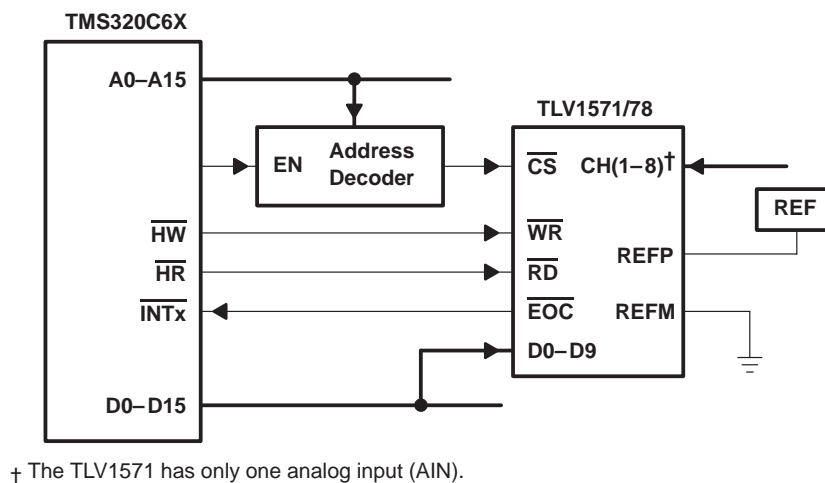 TMS320C6X
A0–A15
TLV1571/78
EN
Address
Decoder
CS
CH(1–8)†
REF
HW
WR
REFP
HR
RD
INTx
EOC
REFM
D0–D9
D0–D15
† The TLV1571 has only one analog input (AIN).